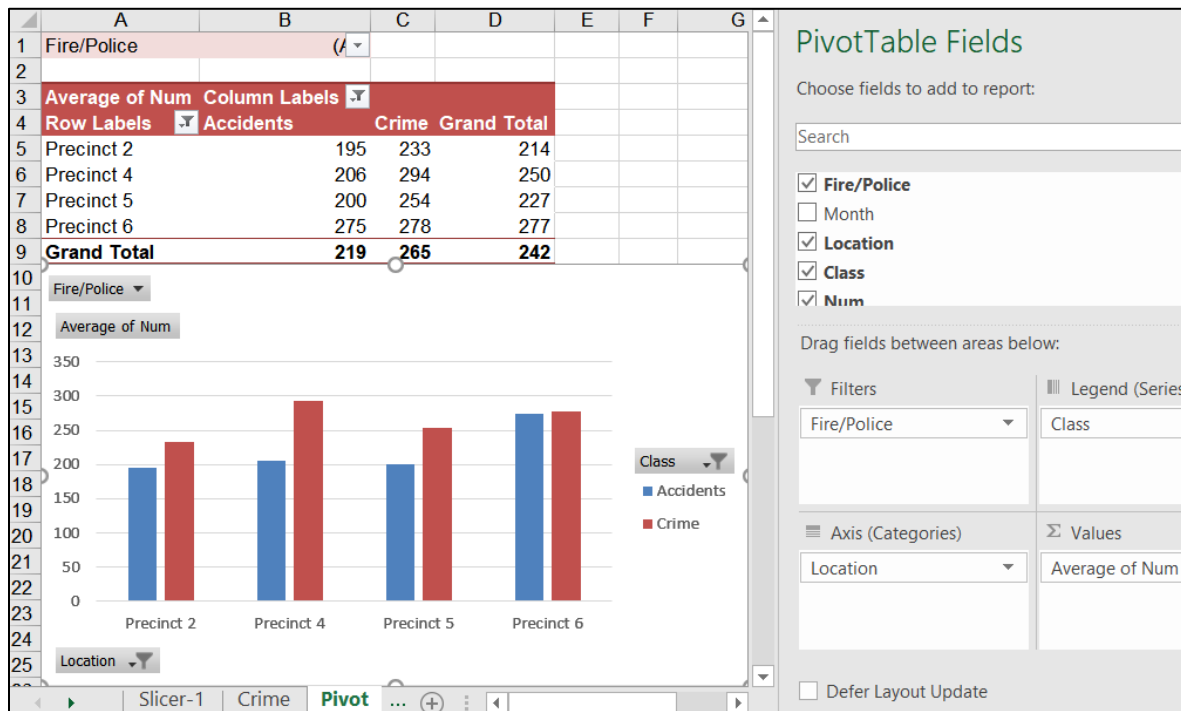 A B C D E F G
1 Fire/Police (A
2
3 Average of Num Column Labels
4 Row Labels Accidents Crime Grand Total
5 Precinct 2 195 233 214
6 Precinct 4 206 294 250
7 Precinct 5 200 254 227
8 Precinct 6 275 278 277
9 Grand Total 219 265 242
10
11
12
13
14
15
16
17
18
19
20
21
22
23
24
25
Fire/Police
Average of Num
350
300
250
200
150
100
50
0
Precinct 2 Precinct 4 Precinct 5 Precinct 6
Class
Accidents
Crime
Location
Slicer-1 Crime Pivot ...
PivotTable Fields
Choose fields to add to report:
Search
Fire/Police
Month
Location
Class
Num
Drag fields between areas below:
Filters
Fire/Police
Legend (Series
Class
Axis (Categories)
Location
Σ Values
Average of Num
Defer Layout Update